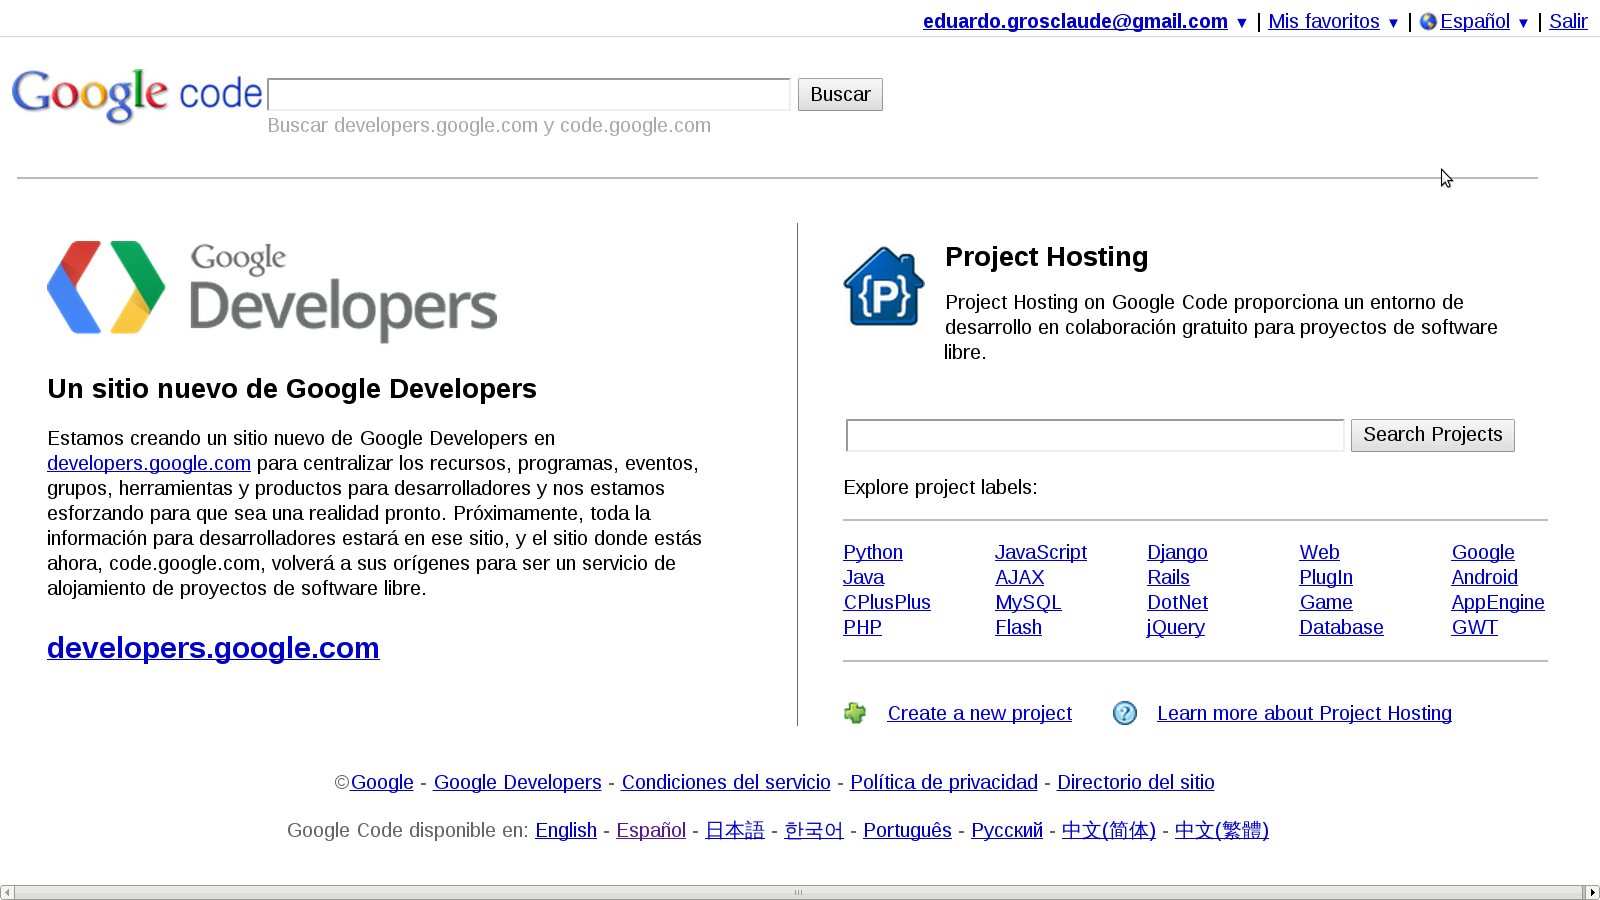 eduardo.grosclaude@gmail.com ▼ | Mis favoritos ▼ | Español ▼ | Salir
Google code
Buscar
Buscar developers.google.com y code.google.com
Google
Developers
Un sitio nuevo de Google Developers
Estamos creando un sitio nuevo de Google Developers en
developers.google.com para centralizar los recursos, programas, eventos,
grupos, herramientas y productos para desarrolladores y nos estamos
esforzando para que sea una realidad pronto. Próximamente, toda la
información para desarrolladores estará en ese sitio, y el sitio donde estás
ahora, code.google.com, volverá a sus orígenes para ser un servicio de
alojamiento de proyectos de software libre.
developers.google.com
{P}
Project Hosting
Project Hosting on Google Code proporciona un entorno de
desarrollo en colaboración gratuito para proyectos de software
libre.
Search Projects
Explore project labels:
Python JavaScript Django Web Google
Java AJAX Rails PlugIn Android
CPlusPlus MySQL DotNet Game AppEngine
PHP Flash jQuery Database GWT
Create a new project ? Learn more about Project Hosting
©Google - Google Developers - Condiciones del servicio - Política de privacidad - Directorio del sitio
Google Code disponible en: English - Español - 日本語 - 한국어 - Português - Русский - 中文(简体) - 中文(繁體)